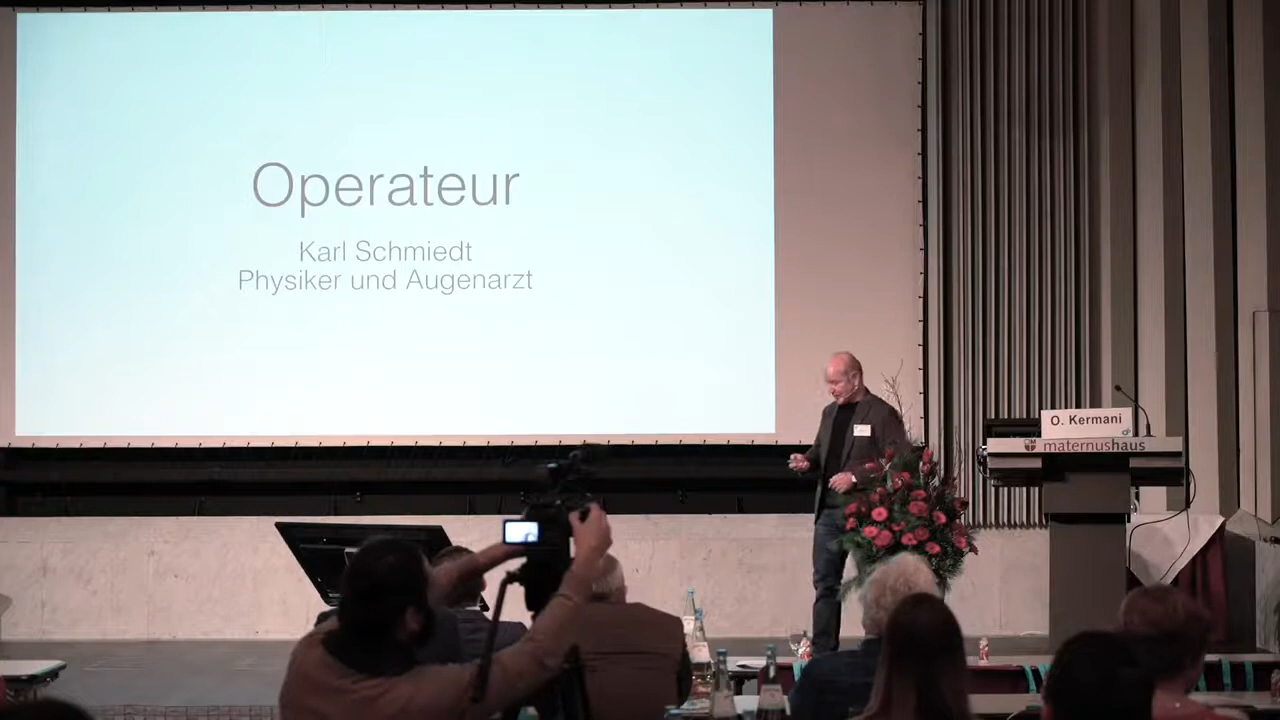 Operateur
Karl Schmiedt
Physiker und Augenarzt
O. Kermani
maternushaus